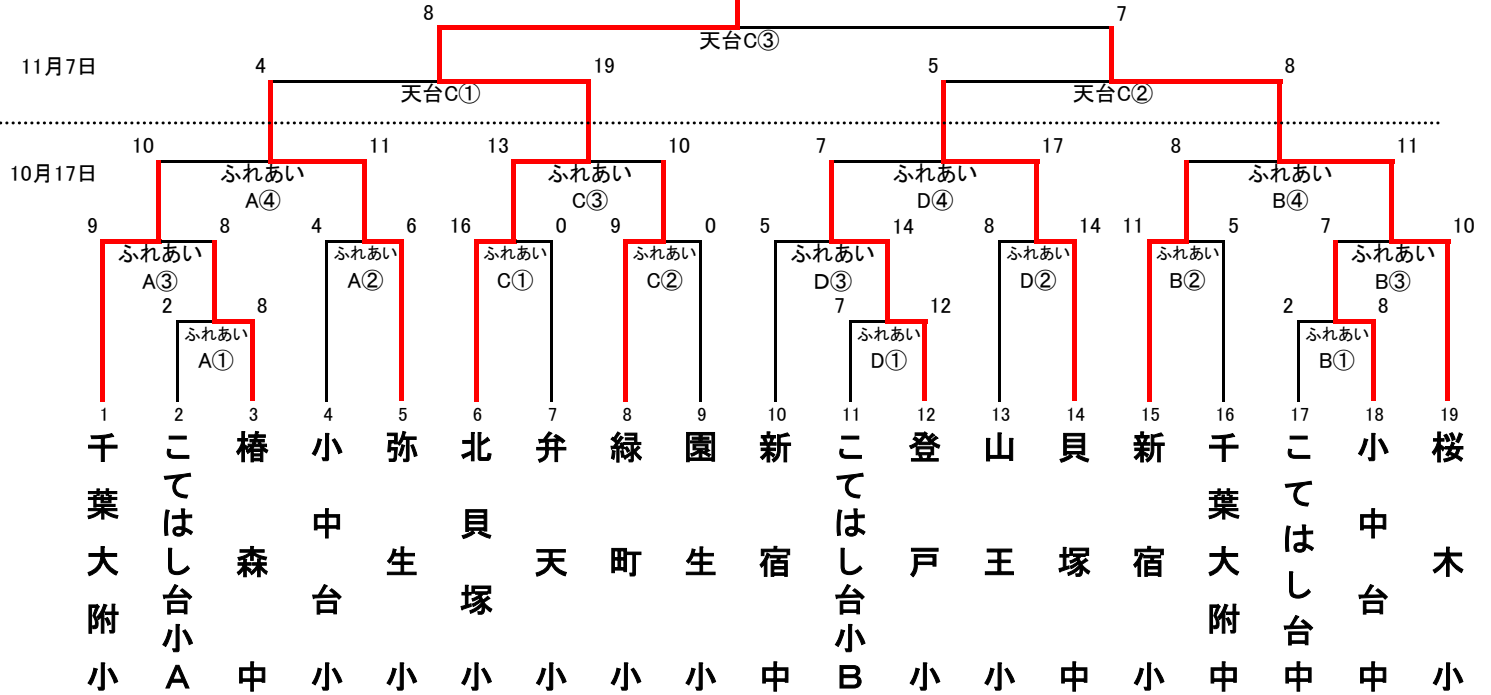 8 7
天台C③
11月7日 4 19 5 8
天台C① 天台C②
10 11 13 10 7 17 8 11
10月17日 ふれあい ふれあい ふれあい ふれあい
A④ C③ D④ B④
9 8 4 6 16 0 9 0 5 14 8 14 11 5 7 10
ふれあい ふれあい ふれあい ふれあい ふれあい ふれあい ふれあい ふれあい
A③ A② C① C② D③ D② B② B③
2 8 7 12 2 8
ふれあい ふれあい ふれあい
A① D① B①
1 2 3 4 5 6 7 8 9 10 11 12 13 14 15 16 17 18 19
千葉大附小
こてはし台小A
椿森中
小中台小
弥生小
北貝塚小
弁天小
緑町小
園生小
新宿中
こてはし台小B
登戸小
山王小
貝塚中
新宿小
千葉大附中
こてはし台中
小中台中
桜木小